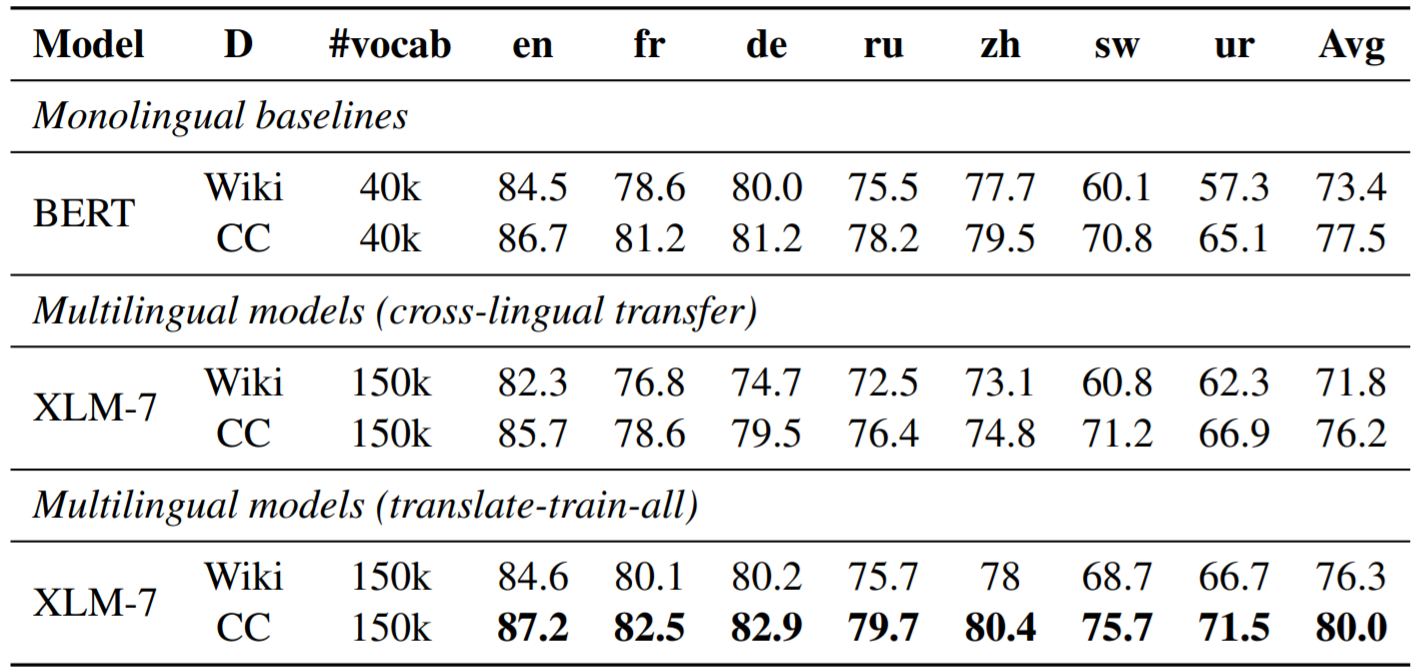 Model D #vocab en fr de ru zh sw ur Avg
Monolingual baselines
BERT Wiki 40k 84.5 78.6 80.0 75.5 77.7 60.1 57.3 73.4
CC 40k 86.7 81.2 81.2 78.2 79.5 70.8 65.1 77.5
Multilingual models (cross-lingual transfer)
XLM-7 Wiki 150k 82.3 76.8 74.7 72.5 73.1 60.8 62.3 71.8
CC 150k 85.7 78.6 79.5 76.4 74.8 71.2 66.9 76.2
Multilingual models (translate-train-all)
XLM-7 Wiki 150k 84.6 80.1 80.2 75.7 78 68.7 66.7 76.3
CC 150k 87.2 82.5 82.9 79.7 80.4 75.7 71.5 80.0